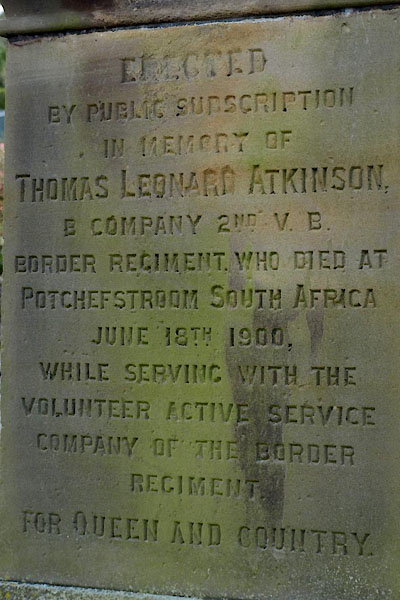 ERECTED
BY PUBLIC SUBSCRIPTION
IN MEMORY OF
THOMAS LEONARD ATKINSON,
B COMPANY 2ND V. B.
BORDER REGIMENT. WHO DIED AT
POTCHEFSTROOM SOUTH AFRICA
JUNE 18TH 1900,
WHILE SERVING WITH THE
VOLUNTEER ACTIVE SERVICE
COMPANY OF THE BORDER
REGIMENT.
FOR QUEEN AND COUNTRY.